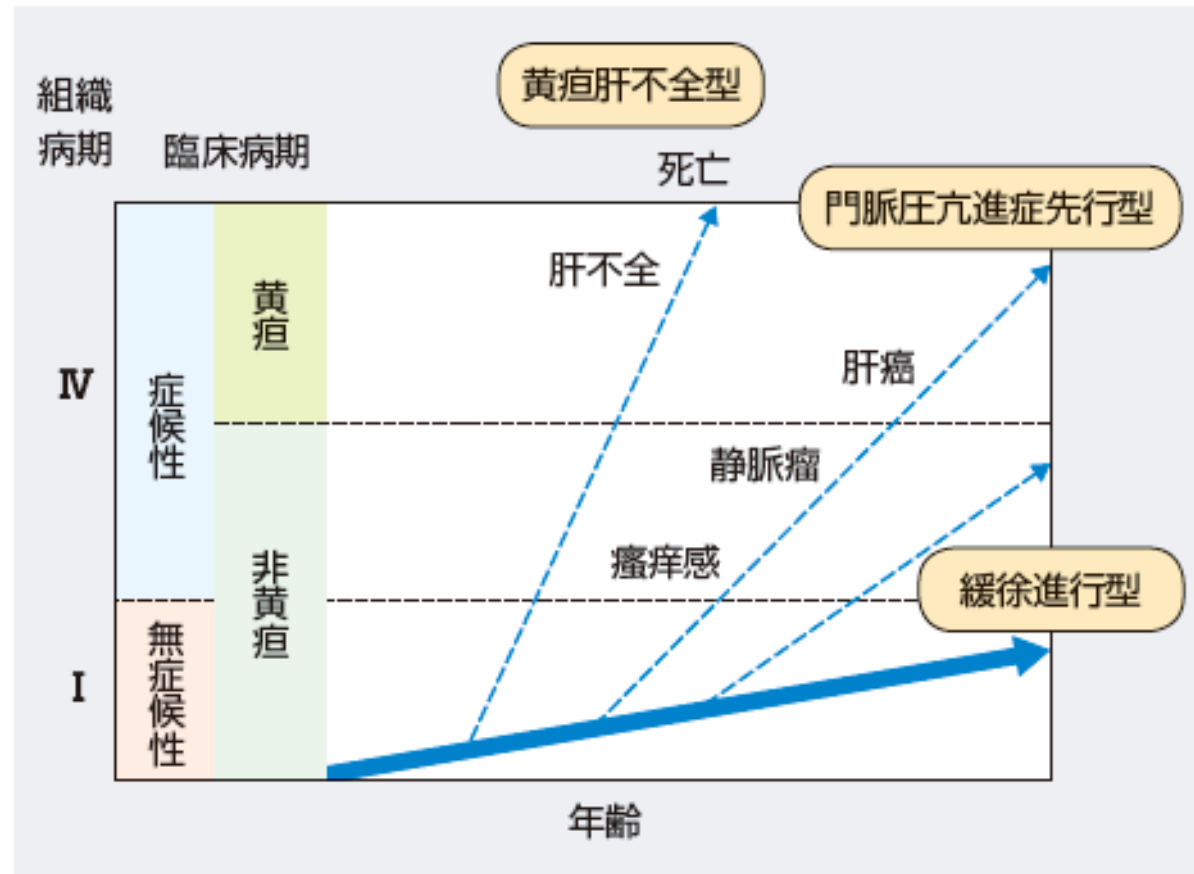 黄疸肝不全型
組織
病期
臨床病期
死亡
門脈圧亢進症先行型
肝不全
黄疸
肝癌
Ⅳ
症候性
静脈瘤
瘙痒感
非黄疸
緩徐進行型
無症候性
Ⅰ
年齢